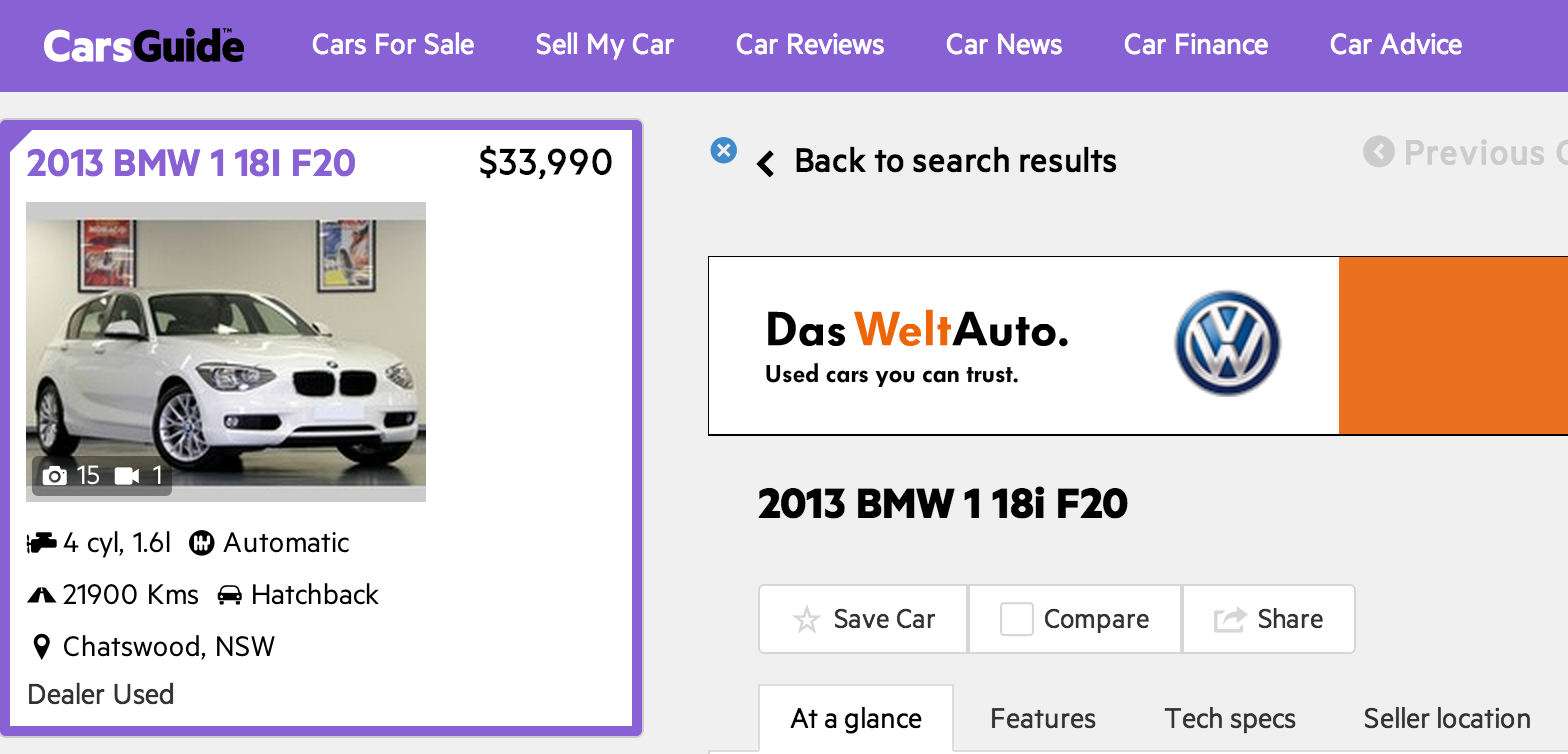 CarsGuide™ Cars For Sale Sell My Car Car Reviews Car News Car Finance Car Advice
2013 BMW 1 18I F20 $33,990
MONACO
15 1
4 cyl, 1.6l Automatic
21900 Kms Hatchback
Chatswood, NSW
Dealer Used
Back to search results Previous
Das WeltAuto.
Used cars you can trust.
2013 BMW 1 18i F20
Save Car Compare Share
At a glance Features Tech specs Seller location